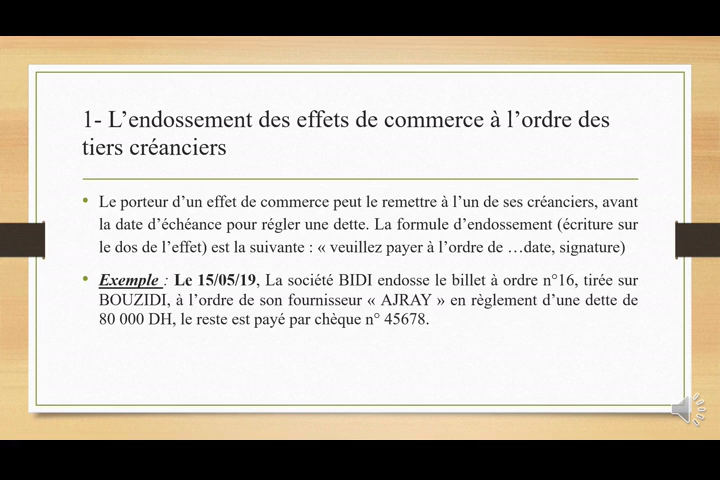 1- L’endossement des effets de commerce à l’ordre des
tiers créanciers
• Le porteur d’un effet de commerce peut le remettre à l’un de ses créanciers, avant
la date d’échéance pour régler une dette. La formule d’endossement (écriture sur
le dos de l’effet) est la suivante : « veuillez payer à l’ordre de …date, signature)
• Exemple : Le 15/05/19, La société BIDI endosse le billet à ordre n°16, tirée sur
BOUZIDI, à l’ordre de son fournisseur « AJRAY » en règlement d’une dette de
80 000 DH, le reste est payé par chèque n° 45678.